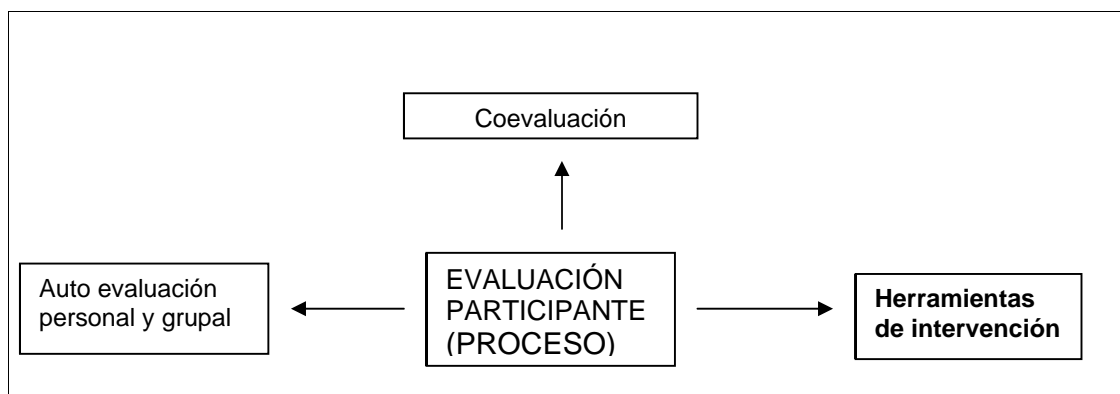 Coevaluación
Auto evaluación
personal y grupal
EVALUACIÓN
PARTICIPANTE
(PROCESO)
Herramientas
de intervención